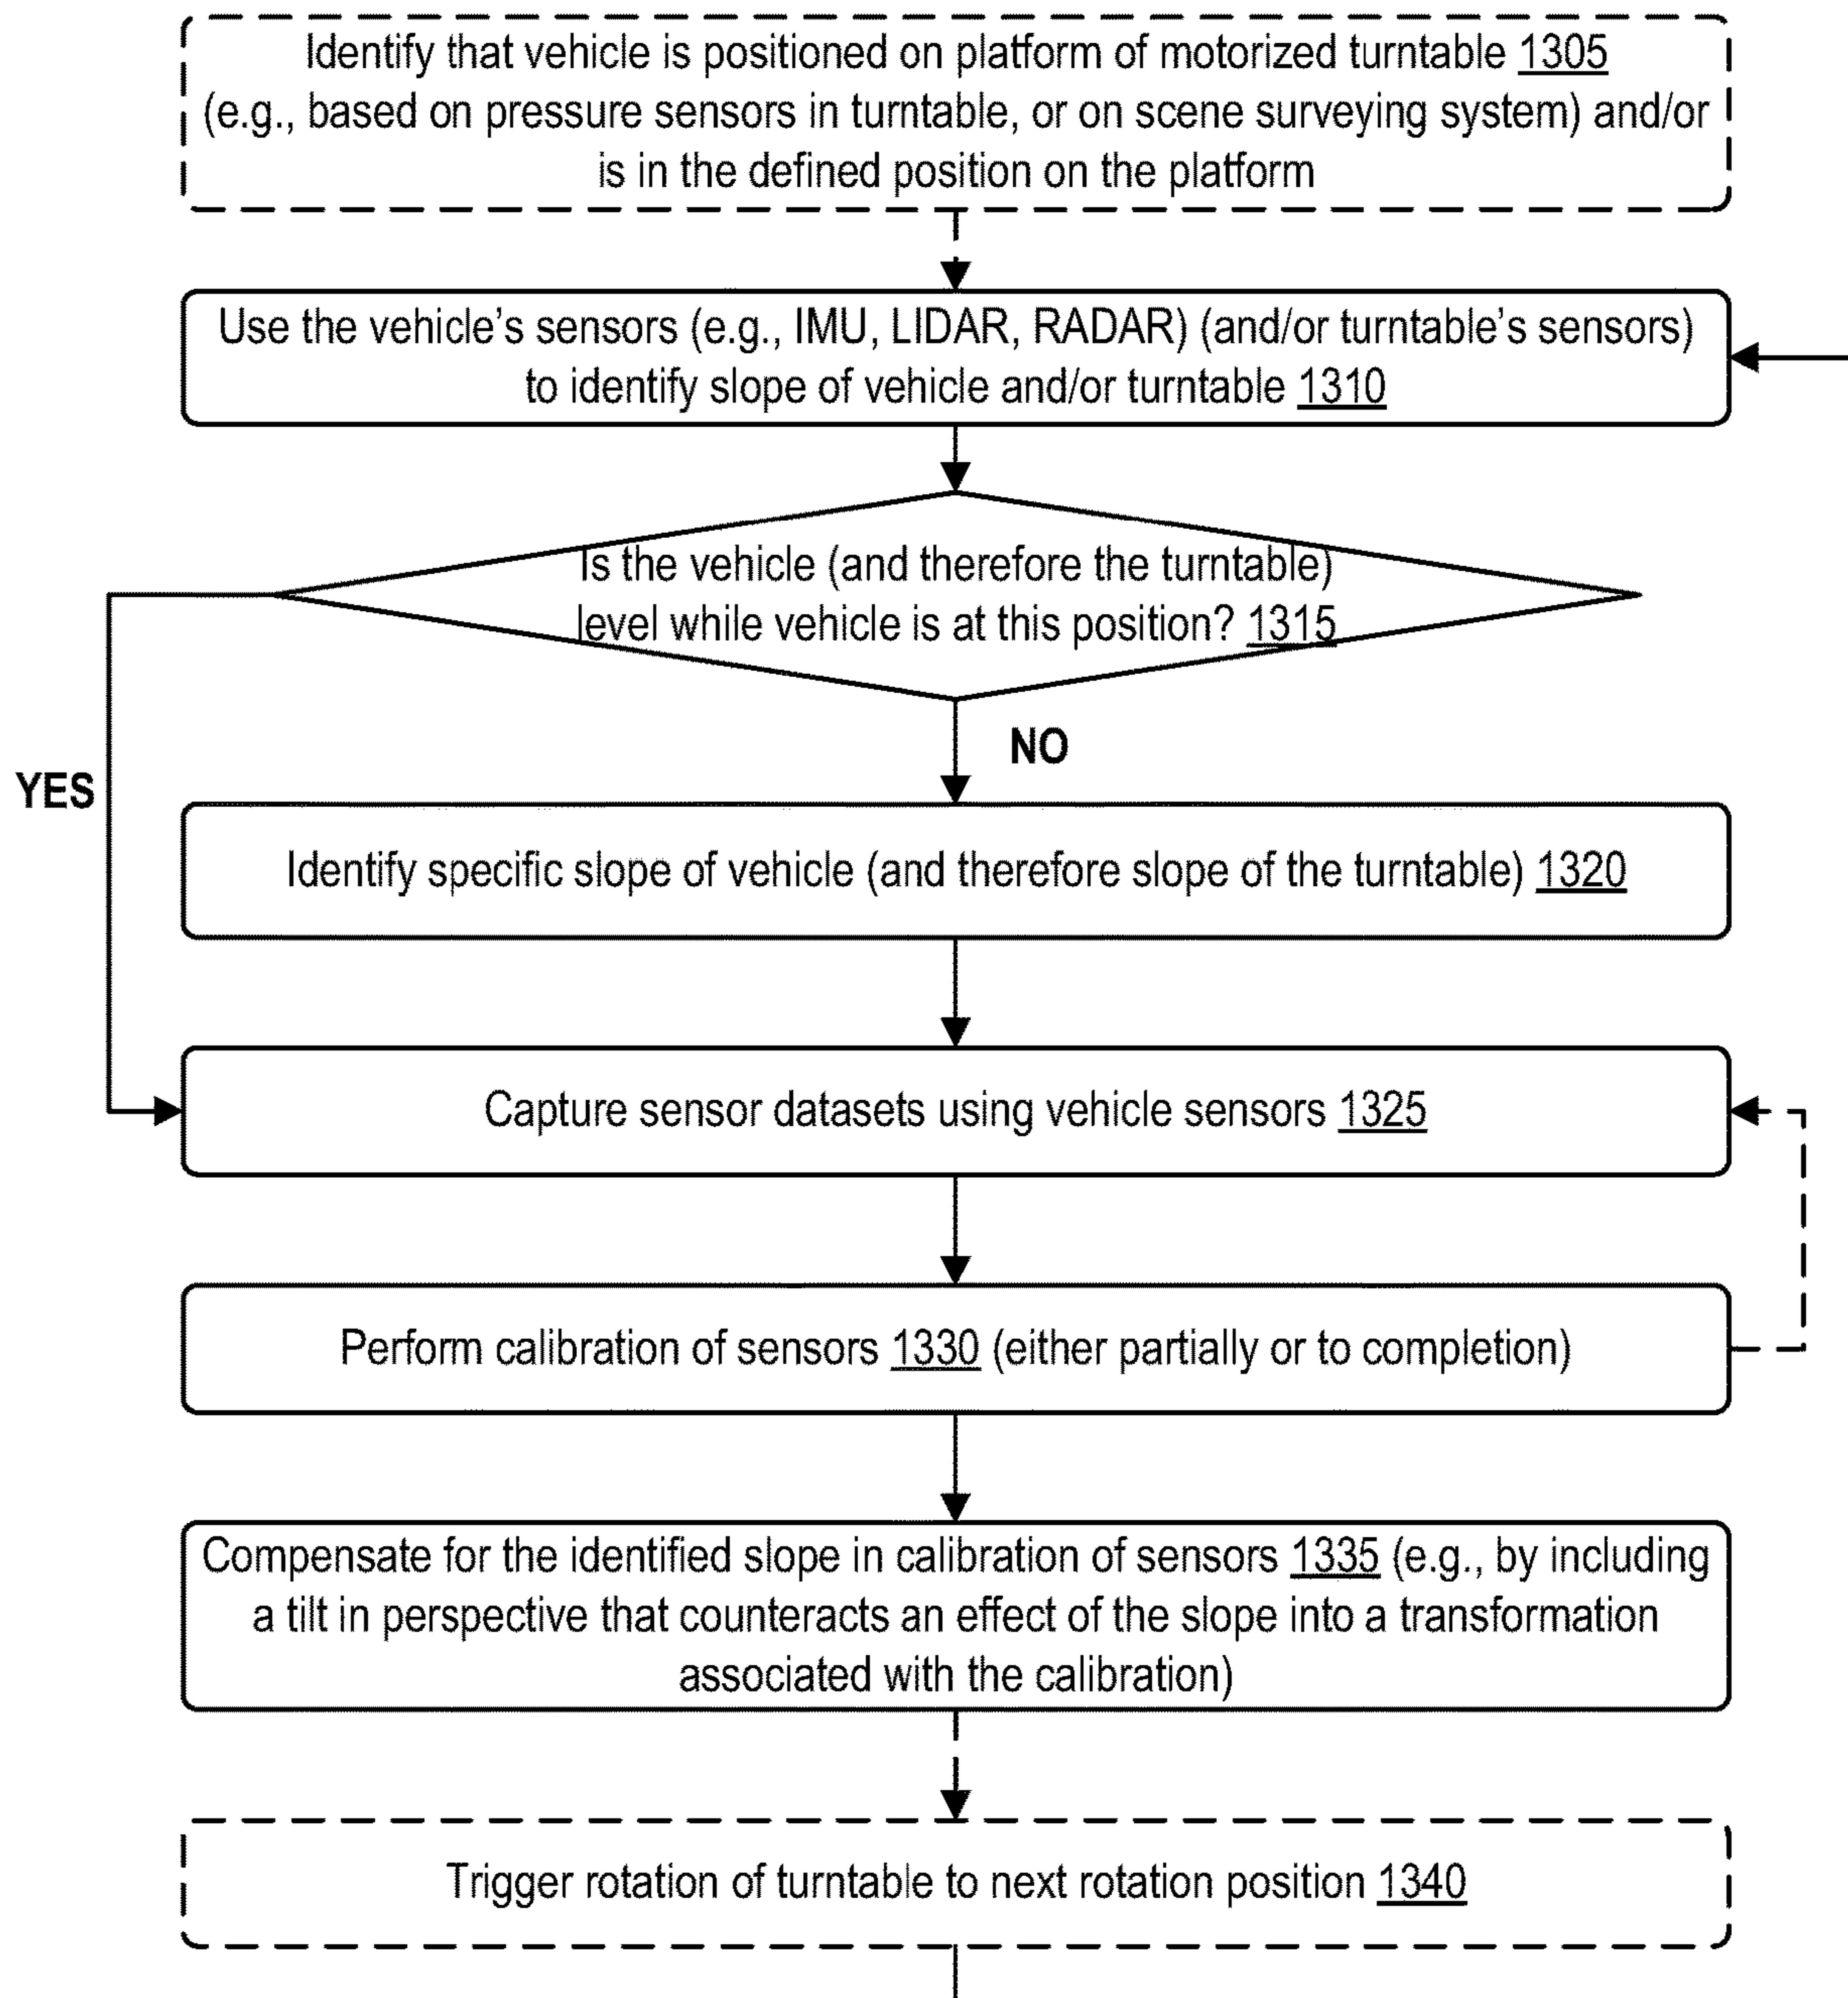 Identify that vehicle is positioned on platform of motorized turntable 1305
(e.g., based on pressure sensors in turntable, or on scene surveying system) and/or
is in the defined position on the platform
Use the vehicle's sensors (e.g., IMU, LIDAR, RADAR) (and/or turntable's sensors)
to identify slope of vehicle and/or turntable 1310
Is the vehicle (and therefore the turntable)
level while vehicle is at this position? 1315
NO
YES
Identify specific slope of vehicle (and therefore slope of the turntable) 1320
Capture sensor datasets using vehicle sensors 1325
Perform calibration of sensors 1330 (either partially or to completion)
Compensate for the identified slope in calibration of sensors 1335 (e.g., by including
a tilt in perspective that counteracts an effect of the slope into a transformation
associated with the calibration)
Trigger rotation of turntable to next rotation position 1340